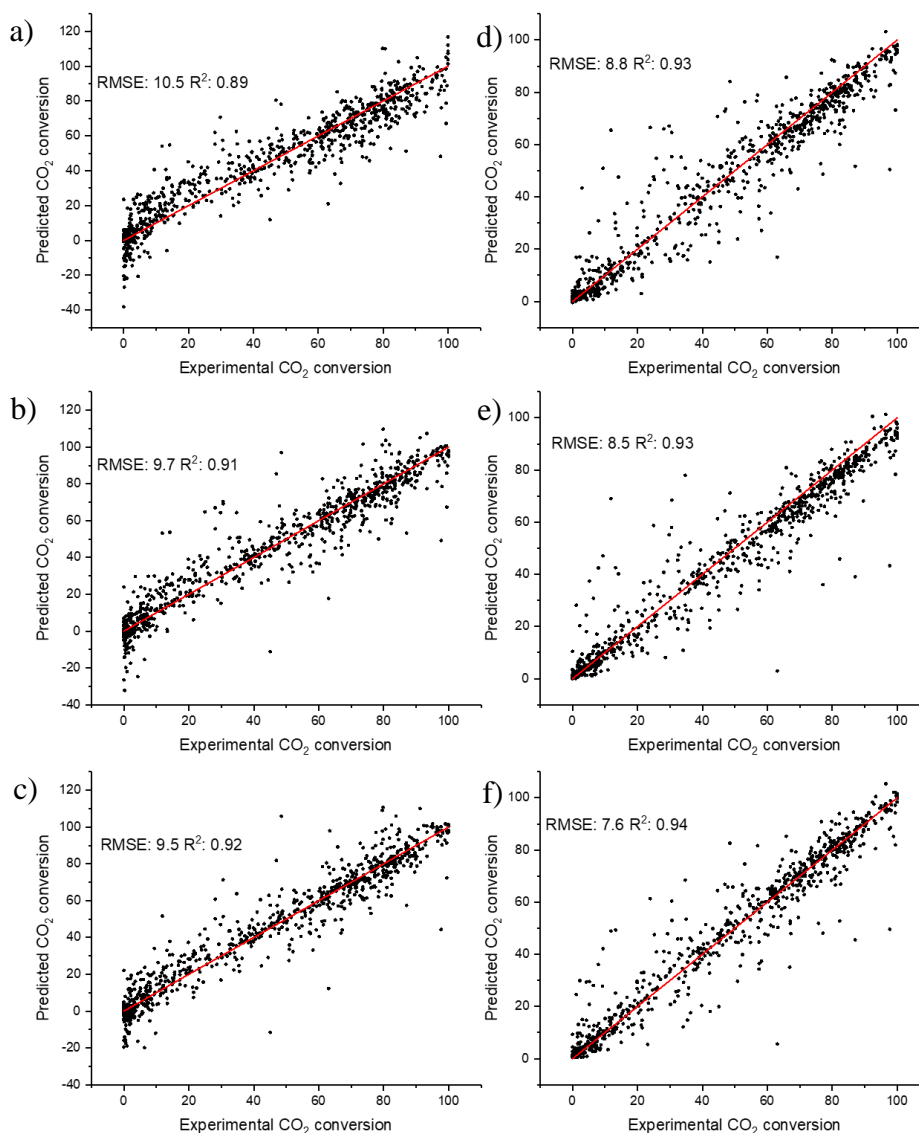 a)
120
100
80
60
40
20
0
-20
-40
RMSE: 10.5 R²: 0.89
Predicted CO₂ conversion
0 20 40 60 80 100
Experimental CO₂ conversion
d)
100
80
60
40
20
0
RMSE: 8.8 R²: 0.93
Predicted CO₂ conversion
0 20 40 60 80 100
Experimental CO₂ conversion
b)
120
100
80
60
40
20
0
-20
-40
RMSE: 9.7 R²: 0.91
Predicted CO₂ conversion
0 20 40 60 80 100
Experimental CO₂ conversion
e)
100
80
60
40
20
0
RMSE: 8.5 R²: 0.93
Predicted CO₂ conversion
0 20 40 60 80 100
Experimental CO₂ conversion
c)
120
100
80
60
40
20
0
-20
-40
RMSE: 9.5 R²: 0.92
Predicted CO₂ conversion
0 20 40 60 80 100
Experimental CO₂ conversion
f)
100
80
60
40
20
0
RMSE: 7.6 R²: 0.94
Predicted CO₂ conversion
0 20 40 60 80 100
Experimental CO₂ conversion